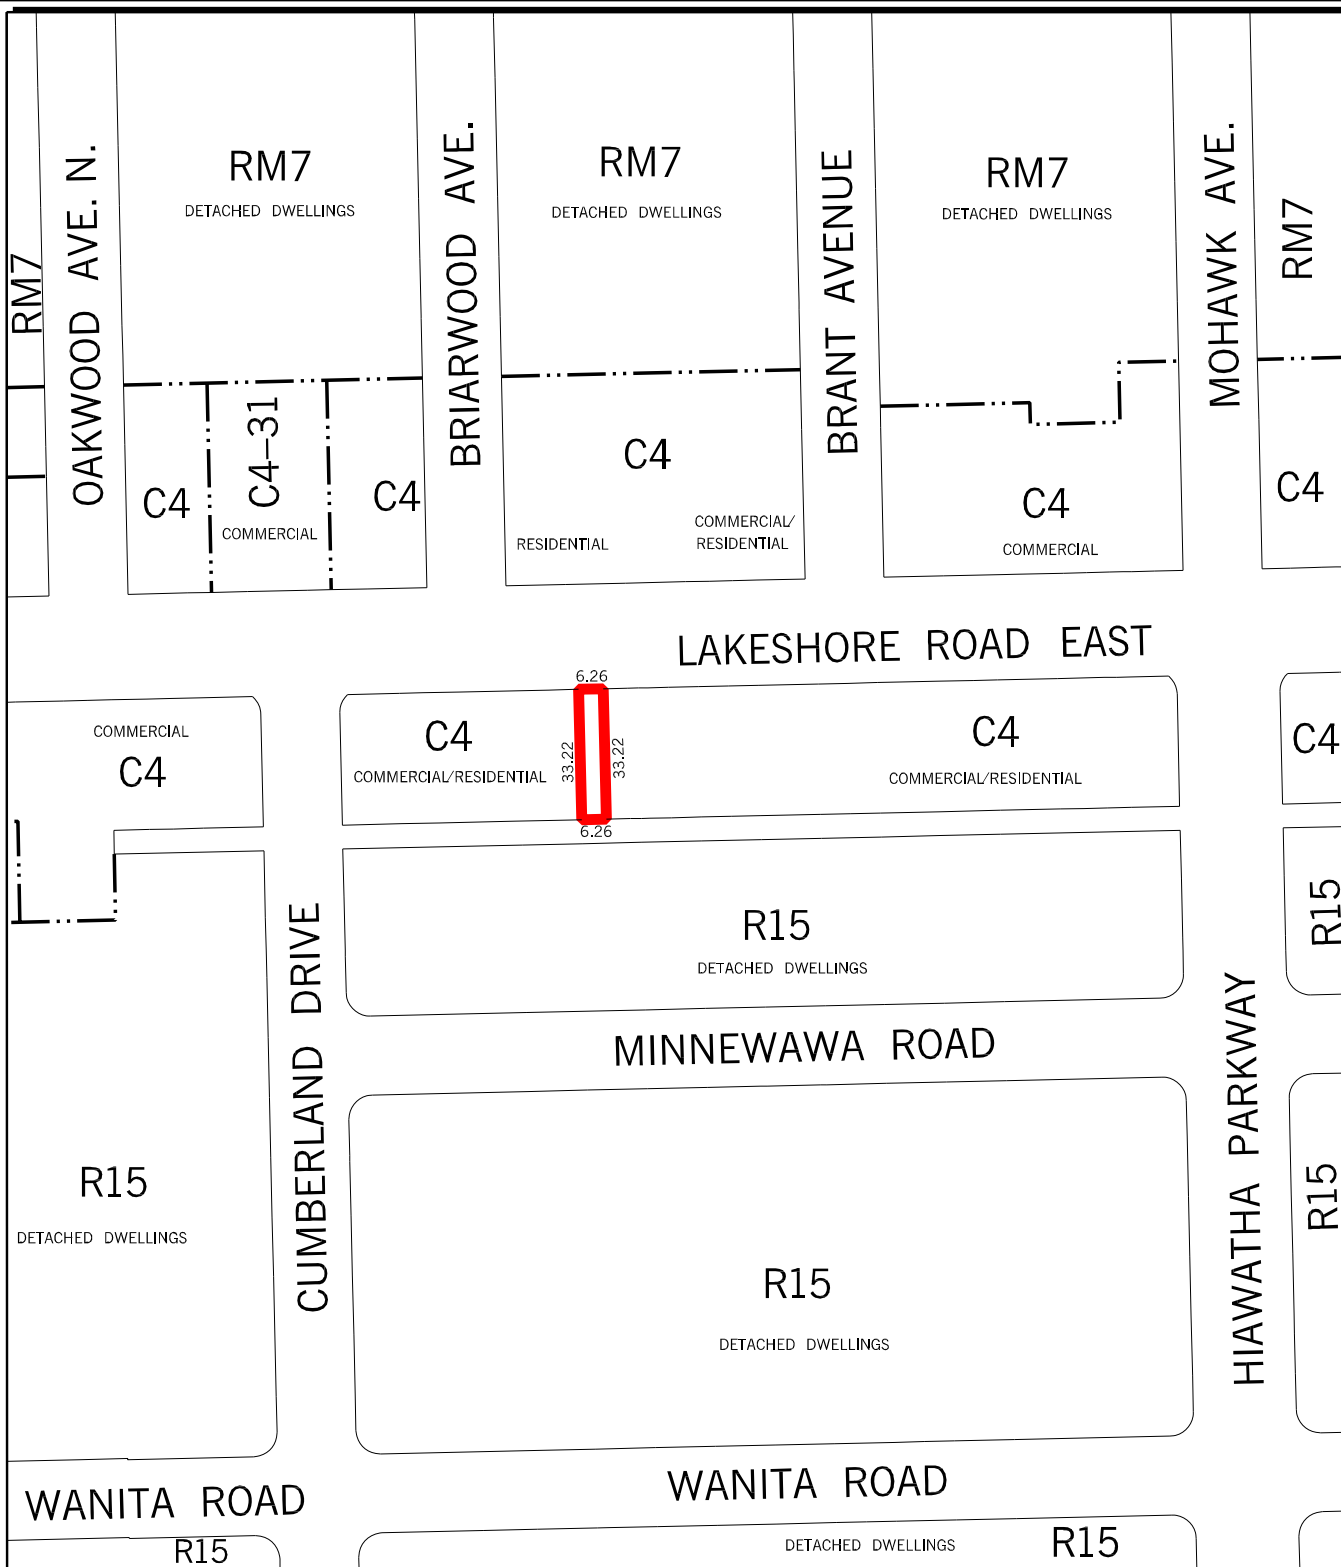 RM7
DETACHED DWELLINGS
RM7
DETACHED DWELLINGS
RM7
DETACHED DWELLINGS
RM7
RM7
OAKWOOD AVE. N.
BRIARWOOD AVE.
BRANT AVENUE
MOHAWK AVE.
C4
C4–31
COMMERCIAL
C4
C4
RESIDENTIAL
COMMERCIAL/
RESIDENTIAL
C4
COMMERCIAL
C4
LAKESHORE ROAD EAST
COMMERCIAL
C4
C4
COMMERCIAL/RESIDENTIAL
6.26
33.22
33.22
6.26
C4
COMMERCIAL/RESIDENTIAL
C4
CUMBERLAND DRIVE
R15
DETACHED DWELLINGS
R15
MINNEWAWA ROAD
HIAWATHA PARKWAY
R15
DETACHED DWELLINGS
R15
DETACHED DWELLINGS
R15
WANITA ROAD
WANITA ROAD
R15
DETACHED DWELLINGS
R15